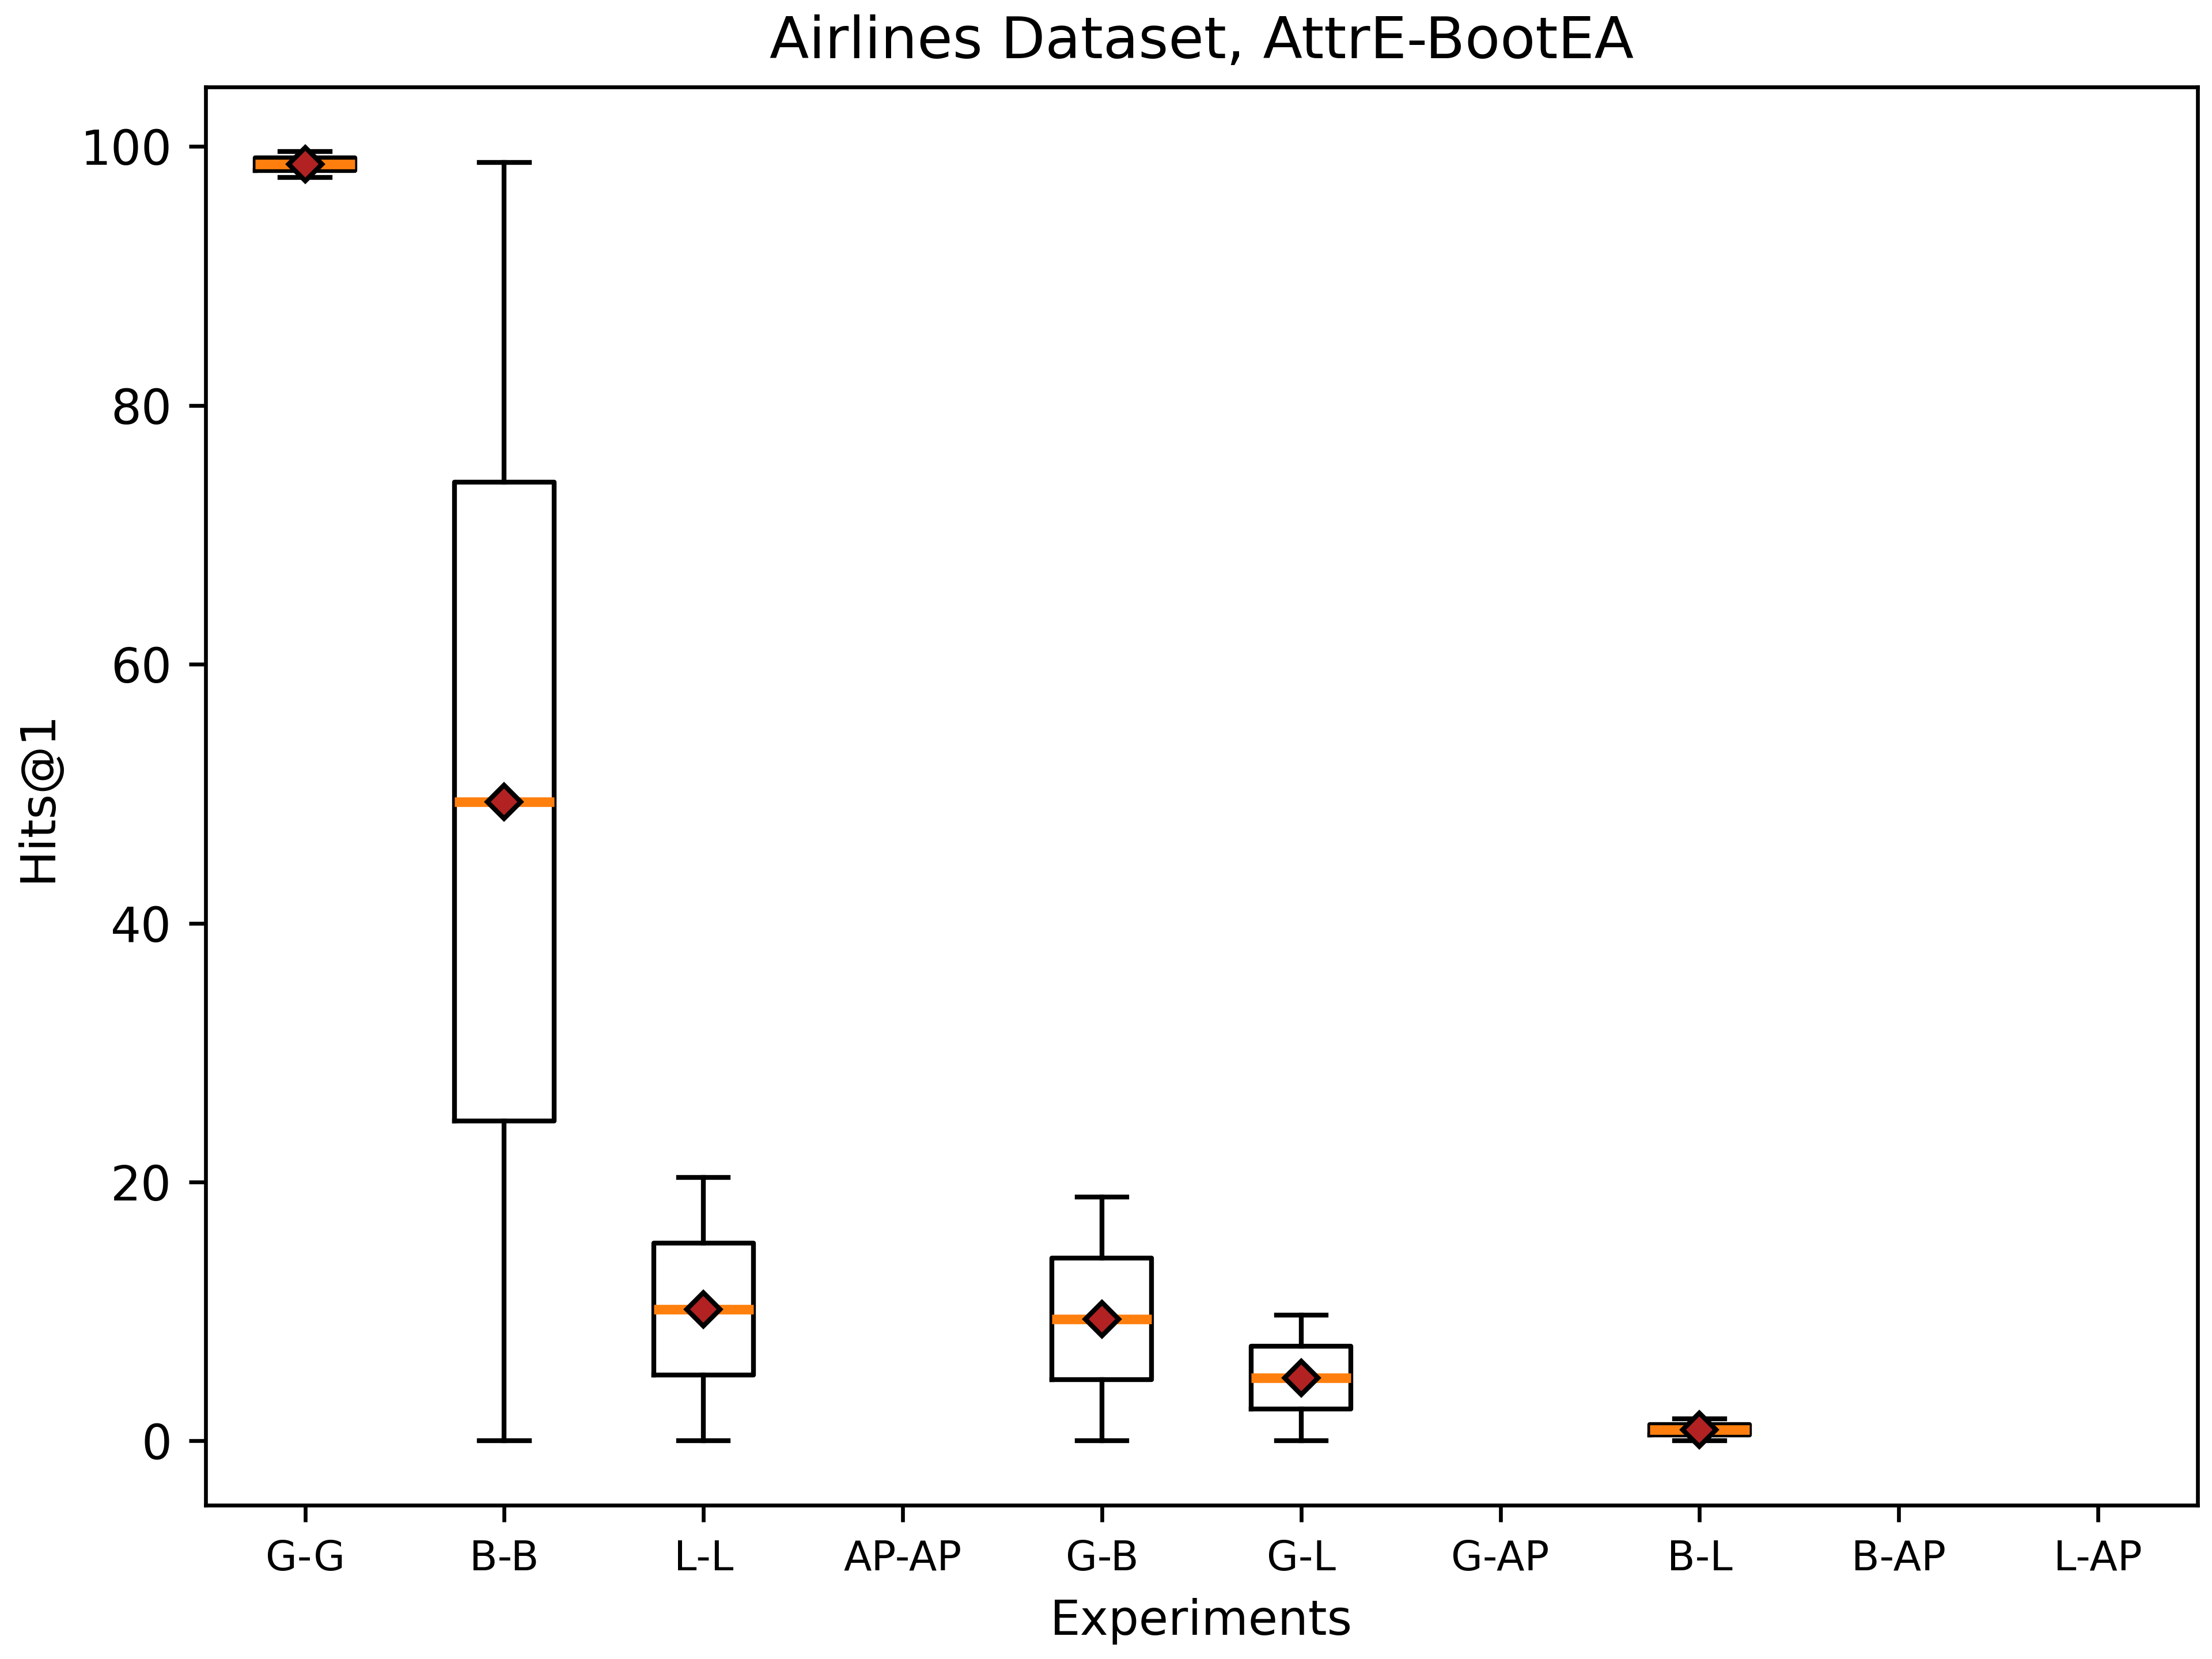 Airlines Dataset, AttrE-BootEA
100
80
60
40
20
0
Hits@1
G-G B-B L-L AP-AP G-B G-L G-AP B-L B-AP L-AP
Experiments